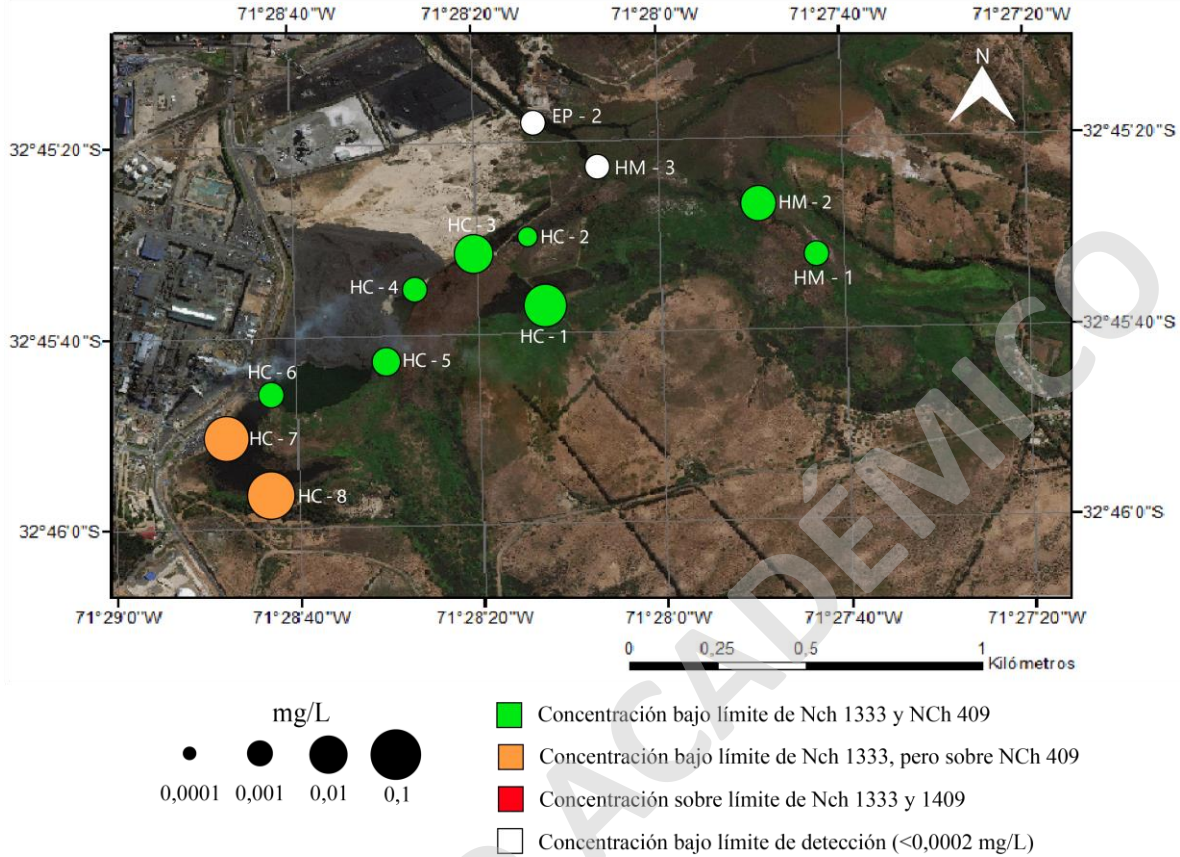 71°28'40"W 71°28'20"W 71°28'0"W 71°27'40"W 71°27'20"W
N
EP - 2
32°45'20"S
32°45'20"S
HM - 3
HM - 2
HC - 3
HC - 2
HM - 1
HC - 4
HC - 1
32°45'40"S
32°45'40"S
HC - 5
HC - 6
HC - 7
HC - 8
32°46'0"S
32°46'0"S
71°29'0"W 71°28'40"W 71°28'20"W 71°28'0"W 71°27'40"W 71°27'20"W
0 0,25 0,5 1
Kilómetros
mg/L
0,0001 0,001 0,01 0,1
Concentración bajo límite de Nch 1333 y NCh 409
Concentración bajo límite de Nch 1333, pero sobre NCh 409
Concentración sobre límite de Nch 1333 y 1409
Concentración bajo límite de detección (<0,0002 mg/L)
ACADÉMICO